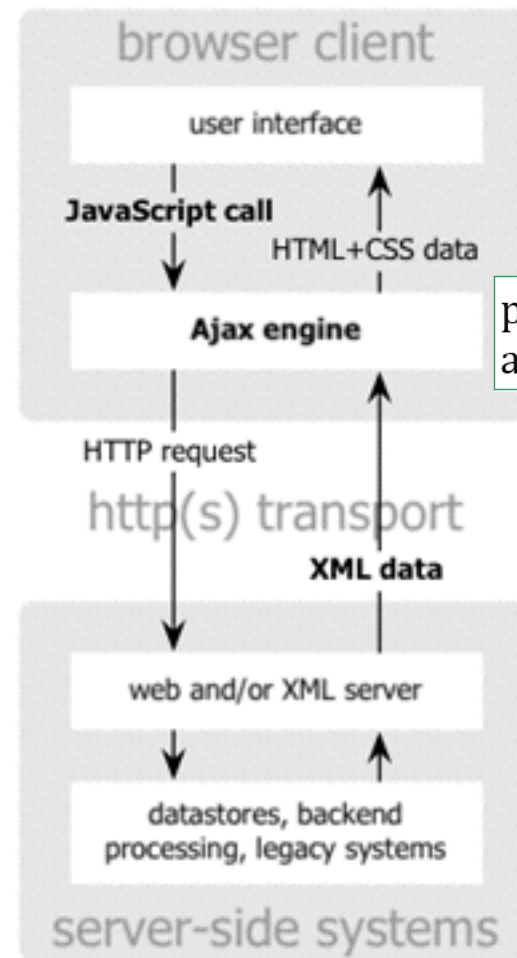 browser client
user interface
JavaScript call
HTML+CSS data
Ajax engine
HTTP request
http(s) transport
XML data
web and/or XML server
datastores, backend
processing, legacy systems
server-side systems